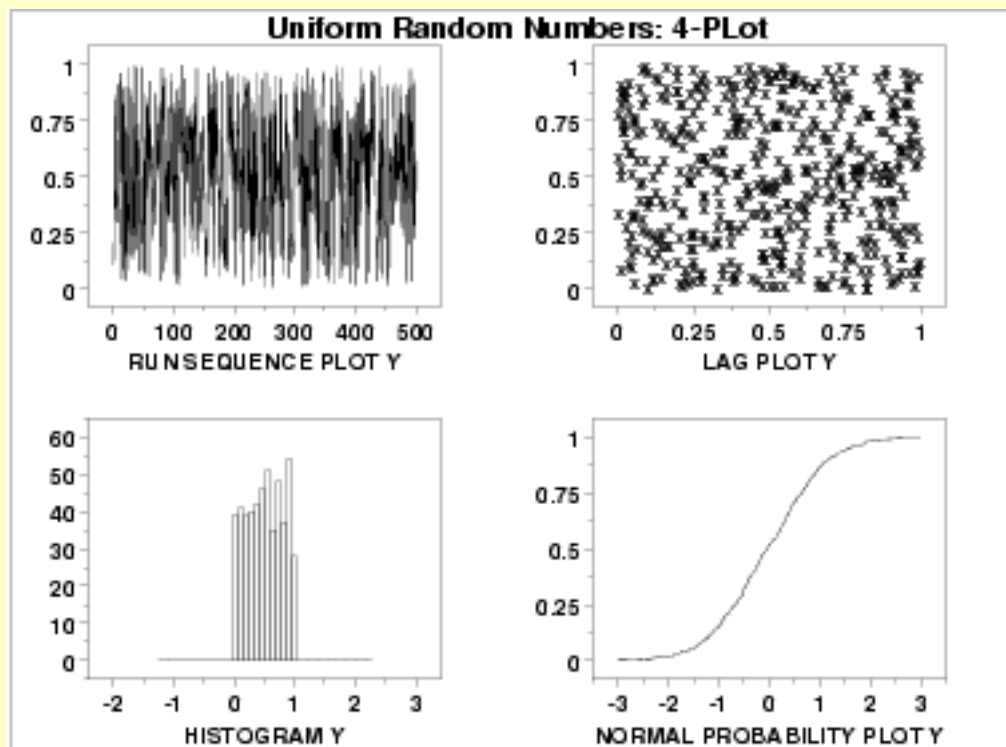 Uniform Random Numbers: 4-PLot
1
0.75
0.5
0.25
0
0 100 200 300 400 500
RUN SEQUENCE PLOT Y
1
0.75
0.5
0.25
0
0 0.25 0.5 0.75 1
LAG PLOT Y
60
50
40
30
20
10
0
-2 -1 0 1 2 3
HISTOGRAM Y
1
0.75
0.5
0.25
0
-3 -2 -1 0 1 2 3
NORMAL PROBABILITY PLOT Y